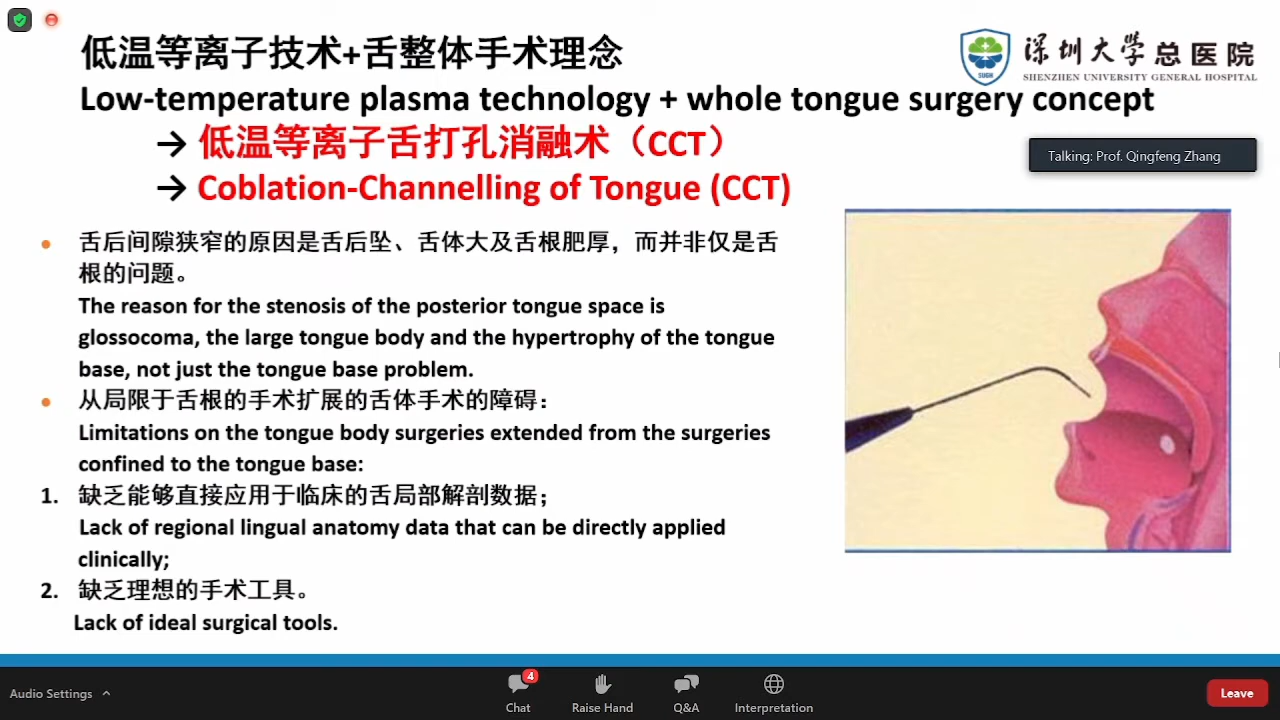 低温等离子技术+舌整体手术理念
Low-temperature plasma technology + whole tongue surgery concept
→ 低温等离子舌打孔消融术（CCT）
→ Coblation-Channelling of Tongue (CCT)
SUGH
深圳大学总医院
SHENZHEN UNIVERSITY GENERAL HOSPITAL
Talking: Prof. Qingfeng Zhang
• 舌后间隙狭窄的原因是舌后坠、舌体大及舌根肥厚，而并非仅是舌
根的问题。
The reason for the stenosis of the posterior tongue space is
glossocoma, the large tongue body and the hypertrophy of the tongue
base, not just the tongue base problem.
• 从局限于舌根的手术扩展的舌体手术的障碍：
Limitations on the tongue body surgeries extended from the surgeries
confined to the tongue base:
1. 缺乏能够直接应用于临床的舌局部解剖数据；
Lack of regional lingual anatomy data that can be directly applied
clinically;
2. 缺乏理想的手术工具。
Lack of ideal surgical tools.
Audio Settings
4
Chat
Raise Hand
Q&A
Interpretation
Leave